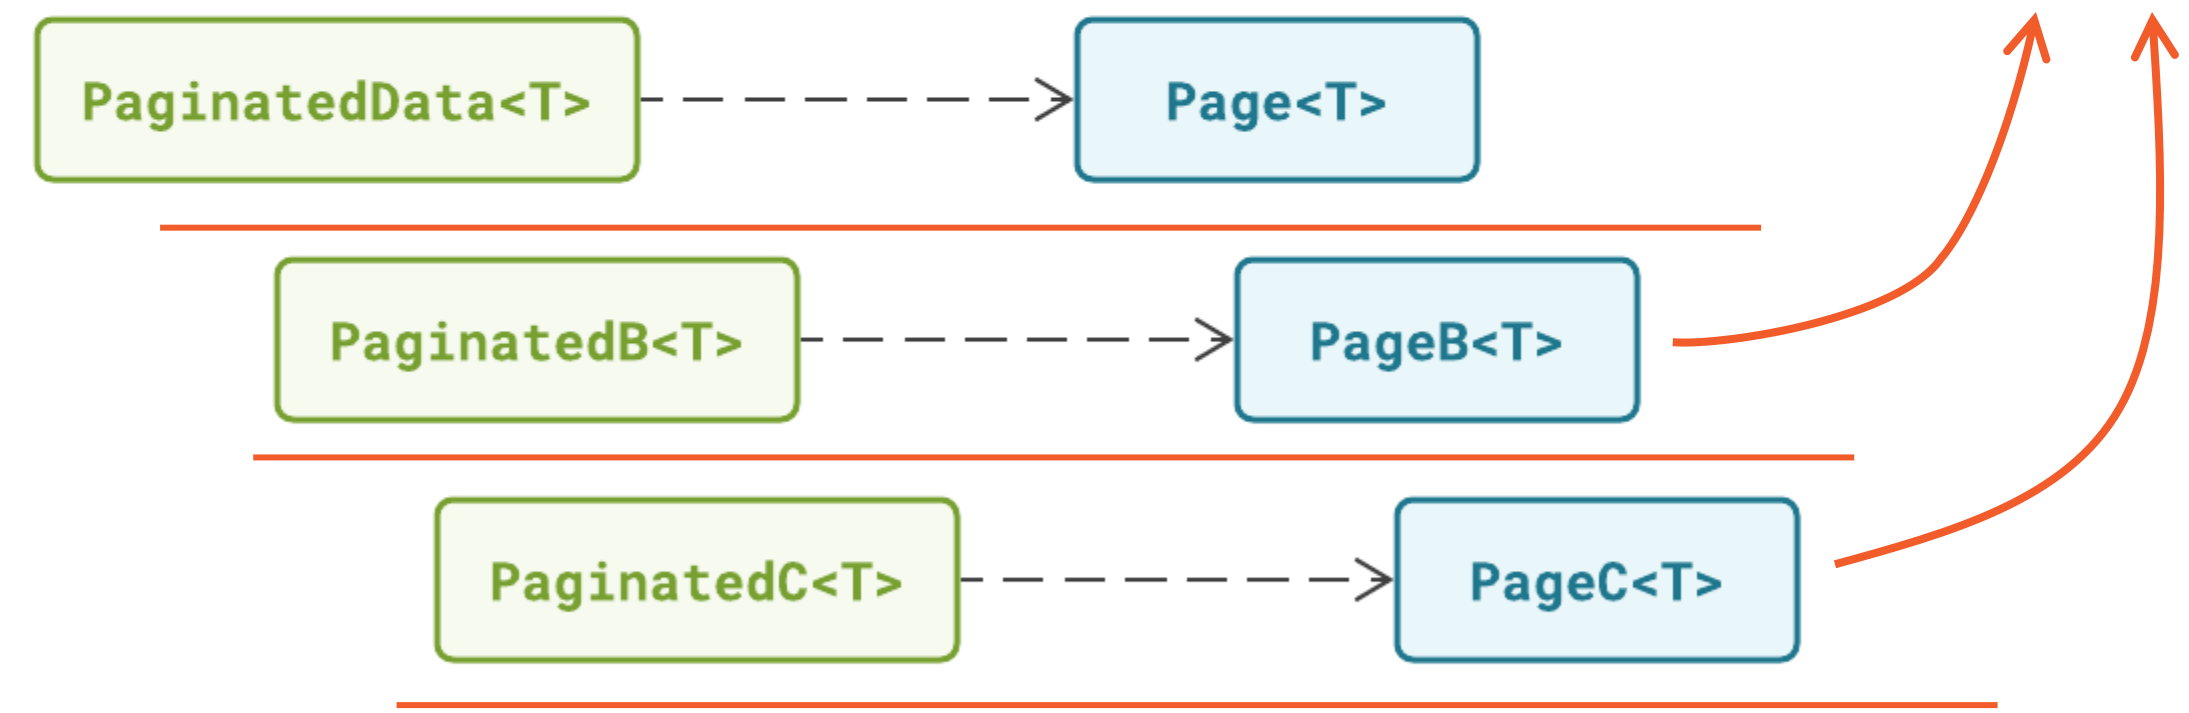 PaginatedData<T>
Page<T>
PaginatedB<T>
PageB<T>
PaginatedC<T>
PageC<T>